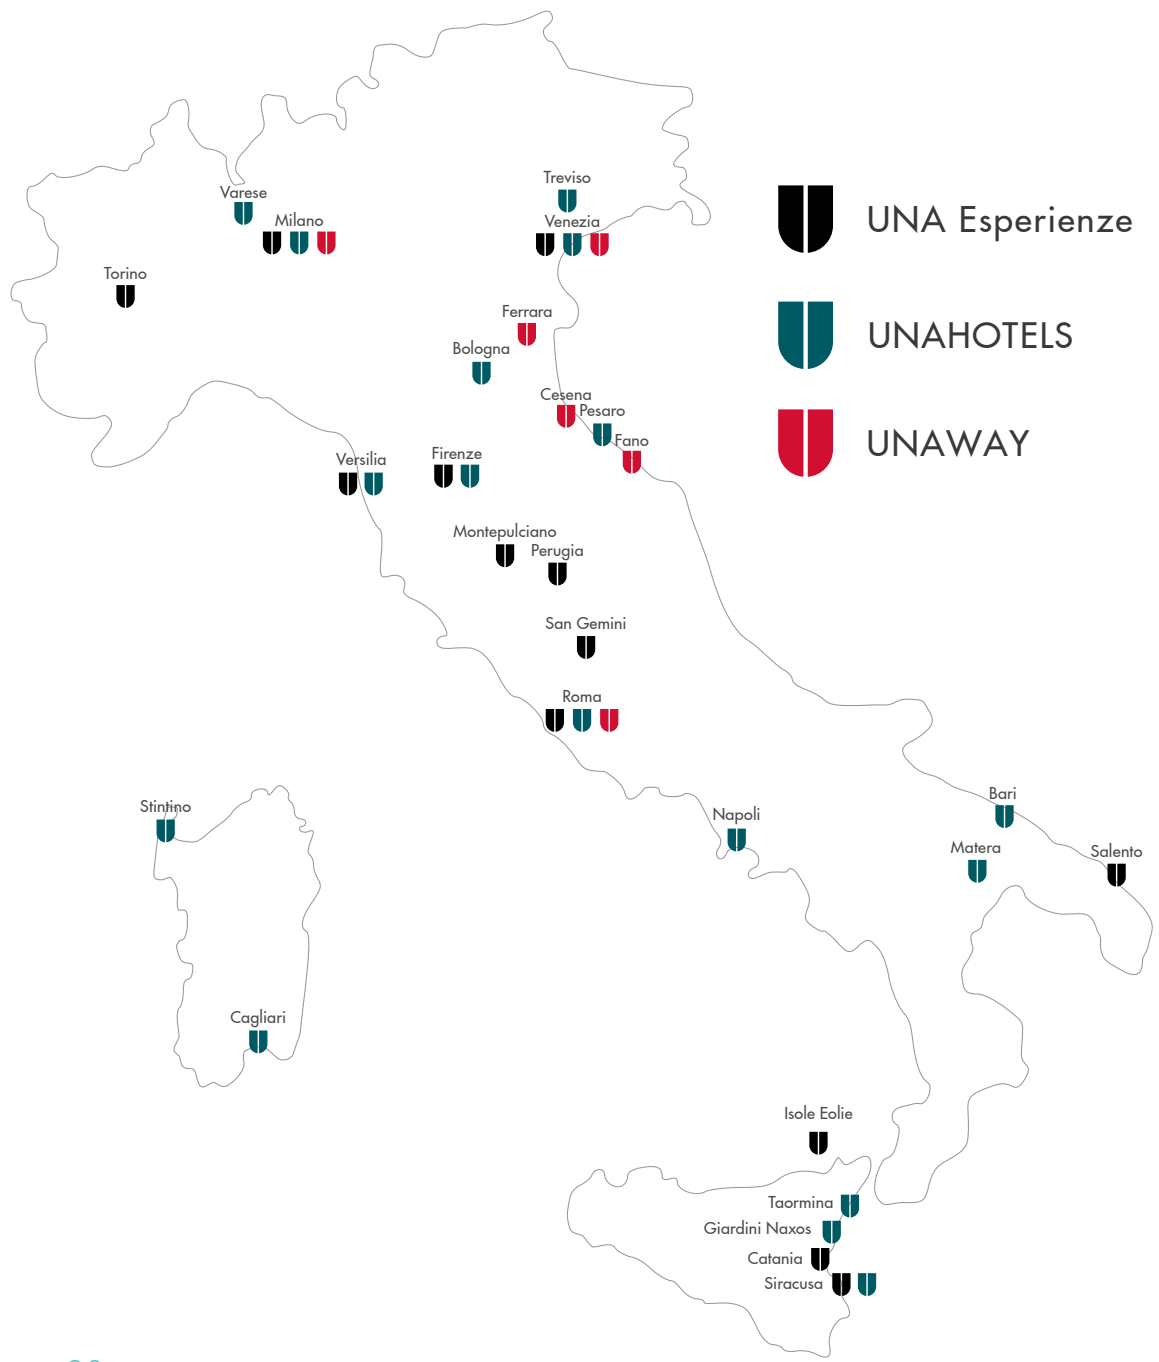 Treviso
Varese
Milano
Venezia
UNA Esperienze
Torino
Ferrara
UNAHOTELS
Bologna
Cesena
Pesaro
Fano
UNAWAY
Versilia
Firenze
Montepulciano
Perugia
San Gemini
Roma
Stintino
Napoli
Bari
Matera
Salento
Cagliari
Isole Eolie
Taormina
Giardini Naxos
Catania
Siracusa